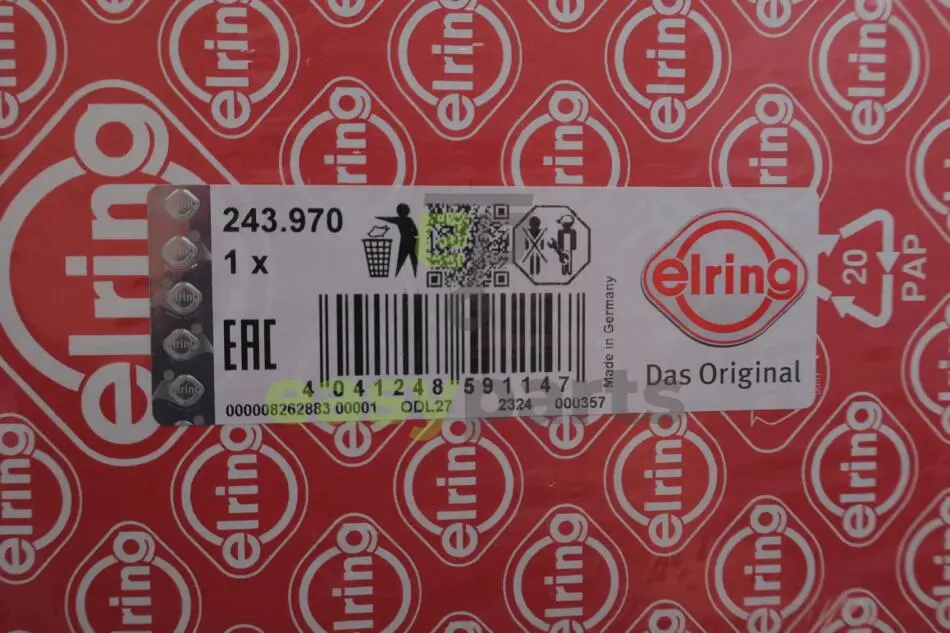 243.970
1 x
EAC
elring
Das Original
Made in Germany
4 041248 591147
000008262883 00001 ODL27 2324 000357
easyparts
20
PAP
elring